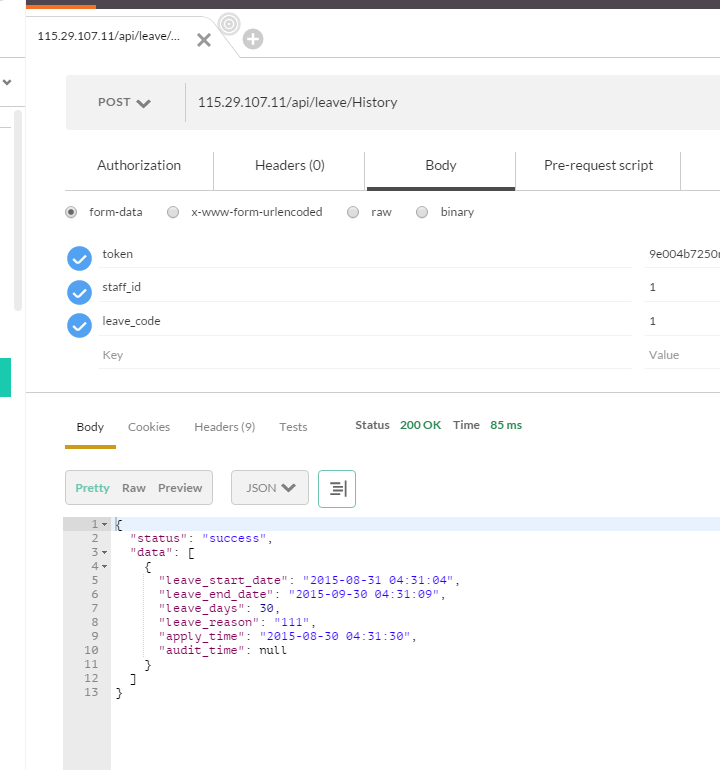 115.29.107.11/api/leave/...
POST 115.29.107.11/api/leave/History
Authorization Headers (0) Body Pre-request script
form-data x-www-form-urlencoded raw binary
token 9e004b7250
staff_id 1
leave_code 1
Key Value
Body Cookies Headers (9) Tests Status 200 OK Time 85 ms
Pretty Raw Preview JSON
1 {
2 "status": "success",
3 "data": [
4 {
5 "leave_start_date": "2015-08-31 04:31:04",
6 "leave_end_date": "2015-09-30 04:31:09",
7 "leave_days": 30,
8 "leave_reason": "111",
9 "apply_time": "2015-08-30 04:31:30",
10 "audit_time": null
11 }
12 ]
13 }